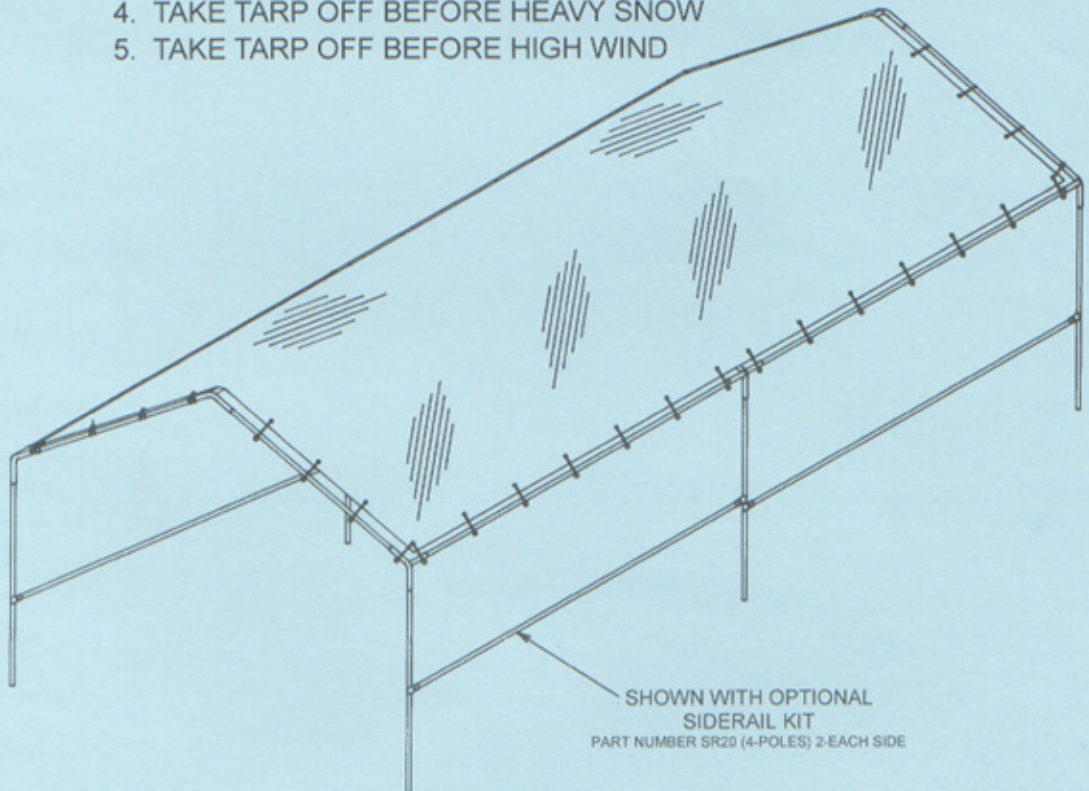 4. TAKE TARP OFF BEFORE HEAVY SNOW
5. TAKE TARP OFF BEFORE HIGH WIND
SHOWN WITH OPTIONAL
SIDERAIL KIT
PART NUMBER SR20 (4-POLES) 2-EACH SIDE